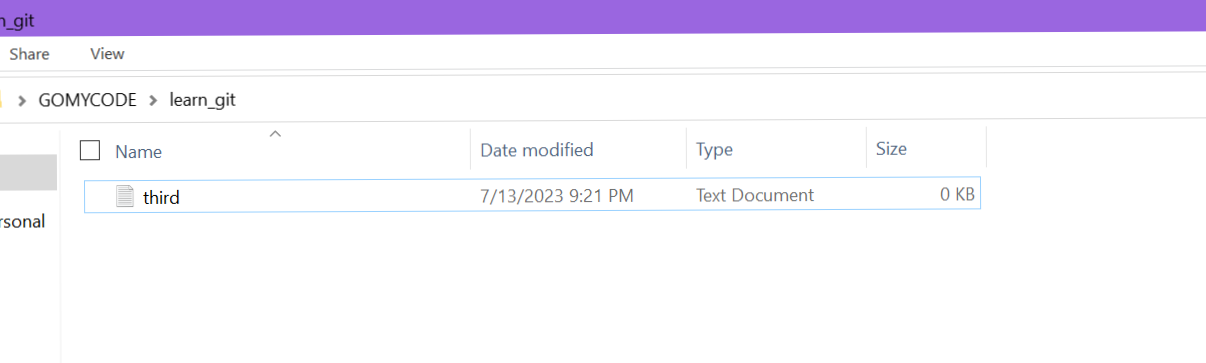 n_git
Share View
GOMYCODE learn_git
Name Date modified Type Size
third 7/13/2023 9:21 PM Text Document 0 KB
rsonal